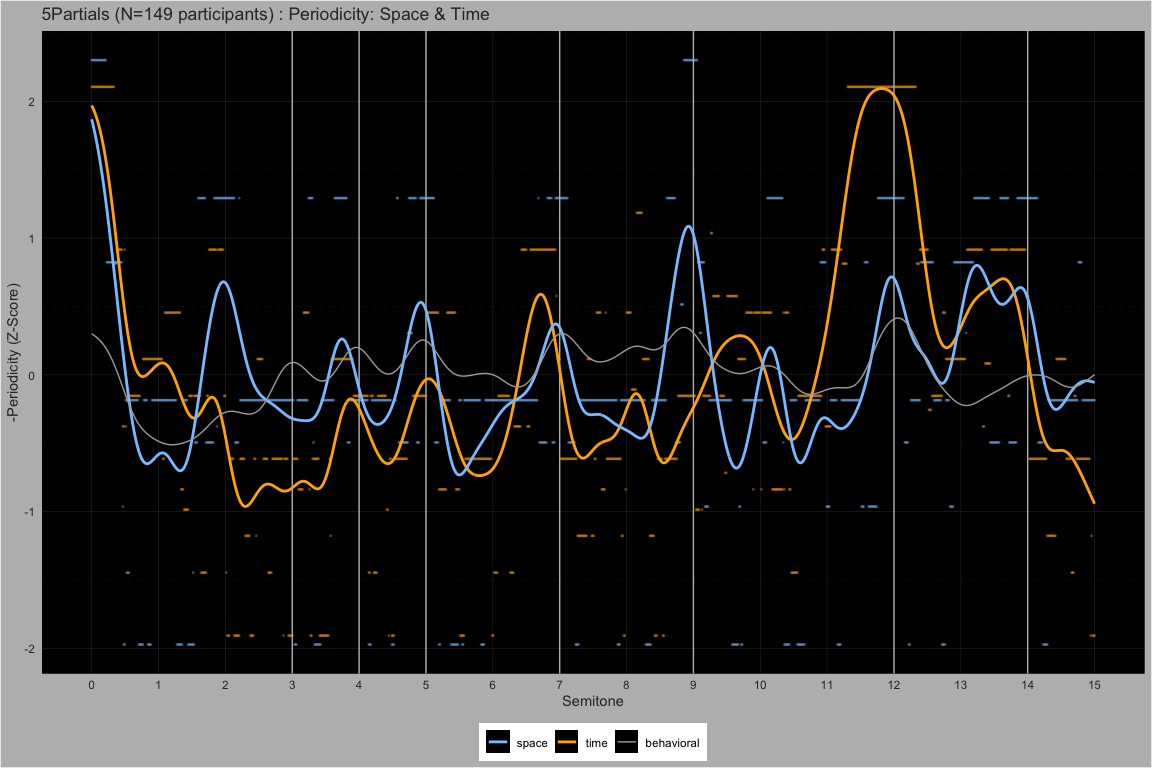 5Partials (N=149 participants) : Periodicity: Space & Time
-Periodicity (Z-Score)
2
1
0
-1
-2
0 1 2 3 4 5 6 7 8 9 10 11 12 13 14 15
Semitone
space time behavioral